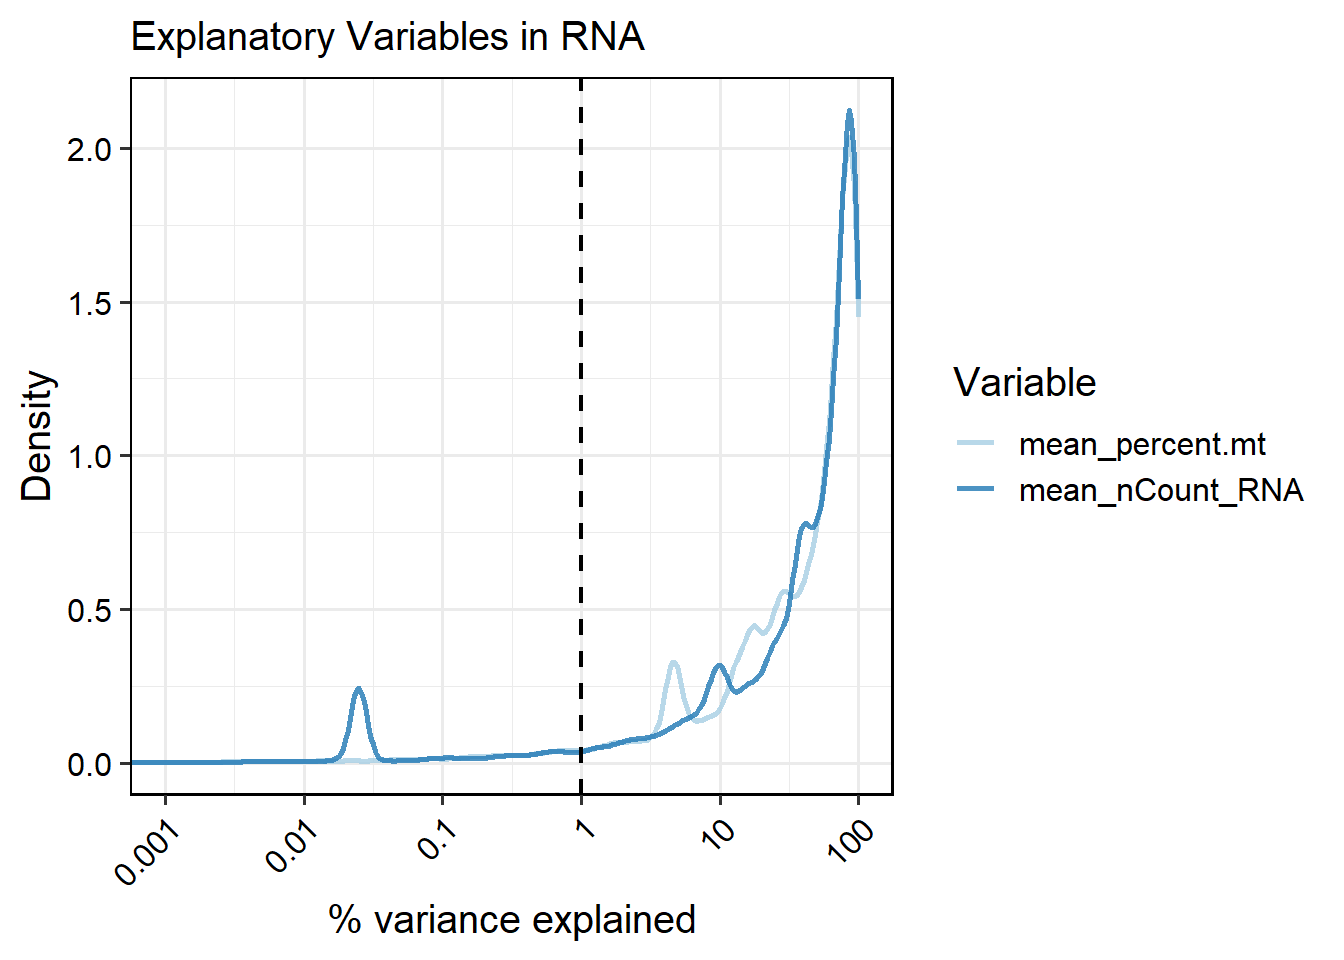 Explanatory Variables in RNA
2.0
1.5
1.0
0.5
0.0
Density
0.001
0.01
0.1
1
10
100
% variance explained
Variable
mean_percent.mt
mean_nCount_RNA